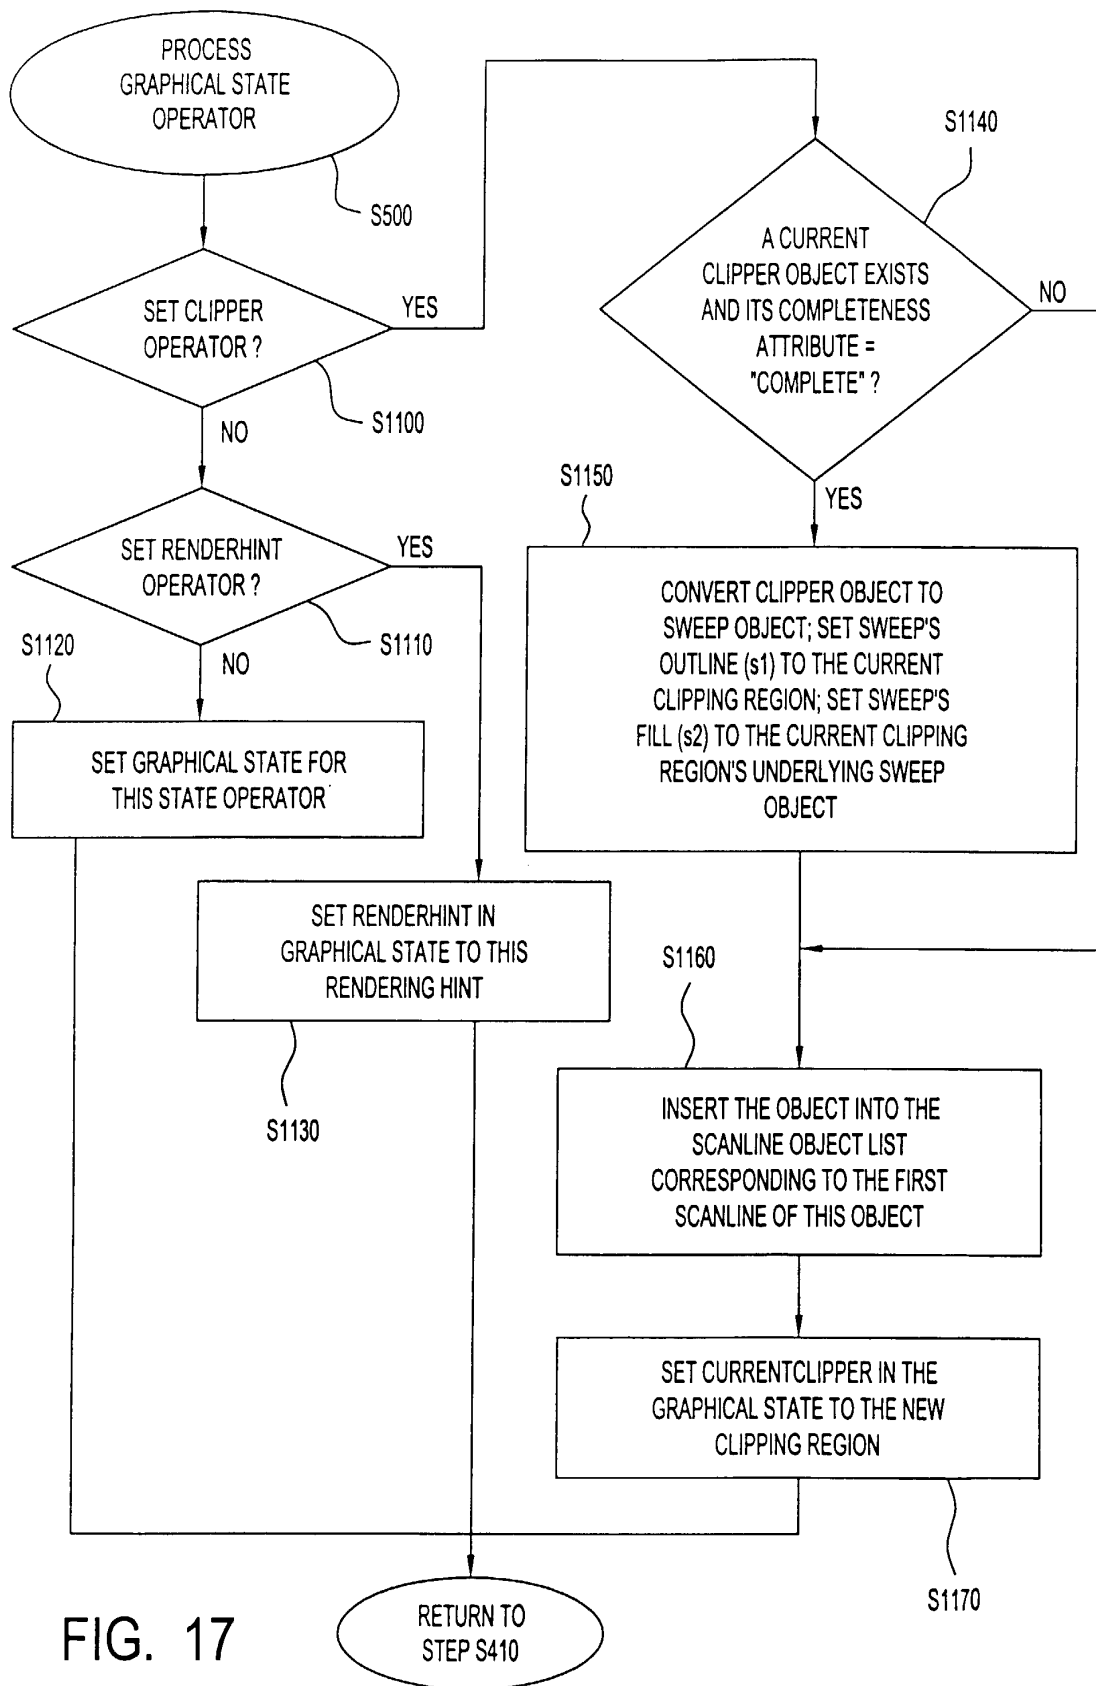 PROCESS
GRAPHICAL STATE
OPERATOR
S500
SET CLIPPER
OPERATOR ?
YES
S1100
NO
SET RENDERHINT
OPERATOR ?
YES
S1110
NO
S1120
SET GRAPHICAL STATE FOR
THIS STATE OPERATOR
SET RENDERHINT IN
GRAPHICAL STATE TO THIS
RENDERING HINT
S1130
S1140
A CURRENT
CLIPPER OBJECT EXISTS
AND ITS COMPLETENESS
ATTRIBUTE =
"COMPLETE" ?
NO
YES
S1150
CONVERT CLIPPER OBJECT TO
SWEEP OBJECT; SET SWEEP'S
OUTLINE (s1) TO THE CURRENT
CLIPPING REGION; SET SWEEP'S
FILL (s2) TO THE CURRENT CLIPPING
REGION'S UNDERLYING SWEEP
OBJECT
S1160
INSERT THE OBJECT INTO THE
SCANLINE OBJECT LIST
CORRESPONDING TO THE FIRST
SCANLINE OF THIS OBJECT
SET CURRENTCLIPPER IN THE
GRAPHICAL STATE TO THE NEW
CLIPPING REGION
S1170
RETURN TO
STEP S410
FIG. 17